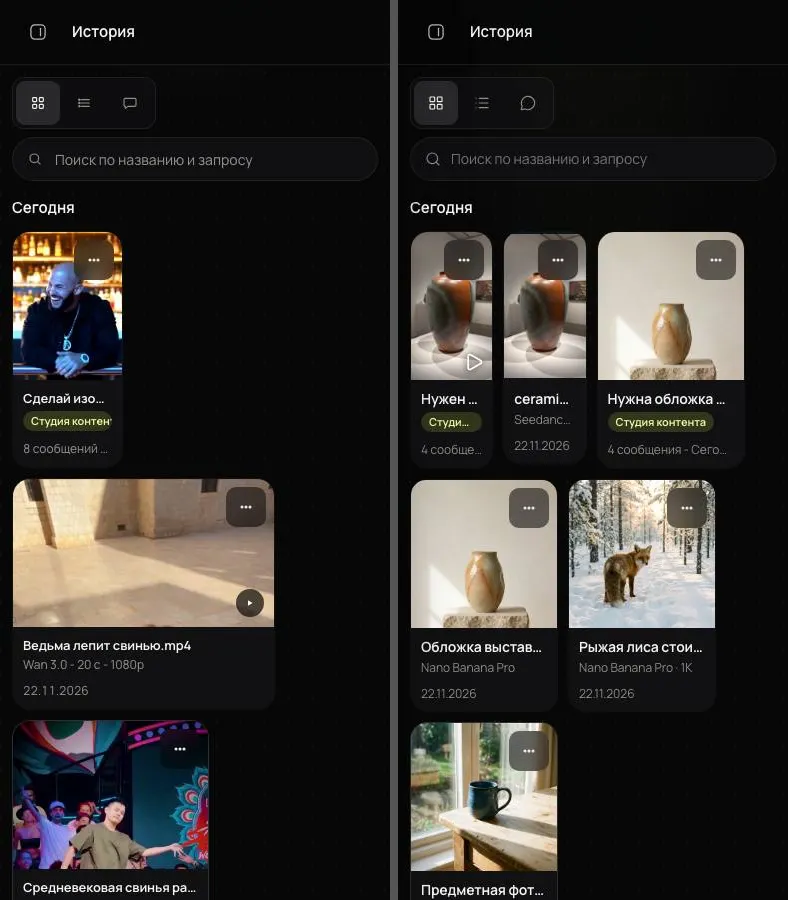 История
Поиск по названию и запросу
Сегодня
Сделай изо...
Студия контен
8 сообщений ...
Ведьма лепит свинью.mp4
Wan 3.0 - 20 с - 1080p
22.11.2026
Средневековая свинья ра...
История
Поиск по названию и запросу
Сегодня
Нужен ...
Студи...
4 сообще...
cerami...
Seedanc...
22.11.2026
Нужна обложка ...
Студия контента
4 сообщения - Сего...
Обложка выстав...
Nano Banana Pro
22.11.2026
Рыжая лиса стои...
Nano Banana Pro · 1K
22.11.2026
Предметная фот...